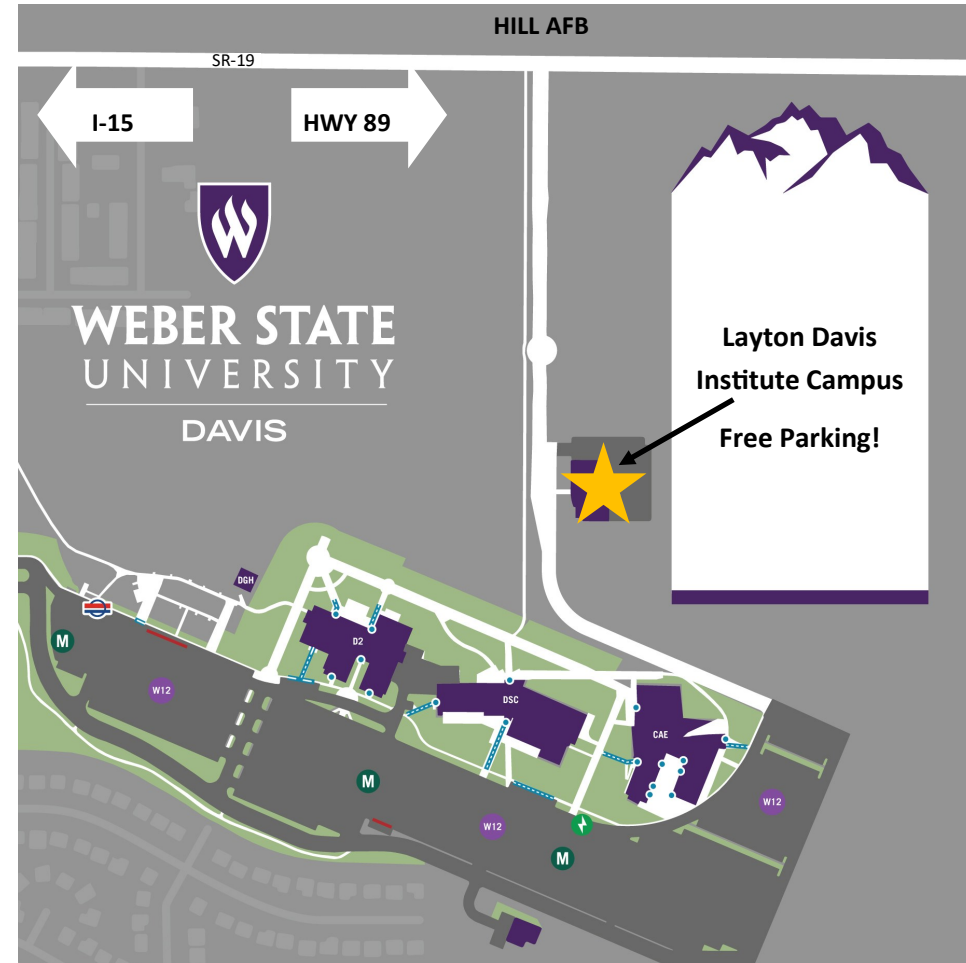 HILL AFB
SR-19
I-15
HWY 89
W
WEBER STATE
UNIVERSITY
DAVIS
Layton Davis
Institute Campus
Free Parking!
DGH
M
D2
W12
DSC
CAE
M
W12
W12
M